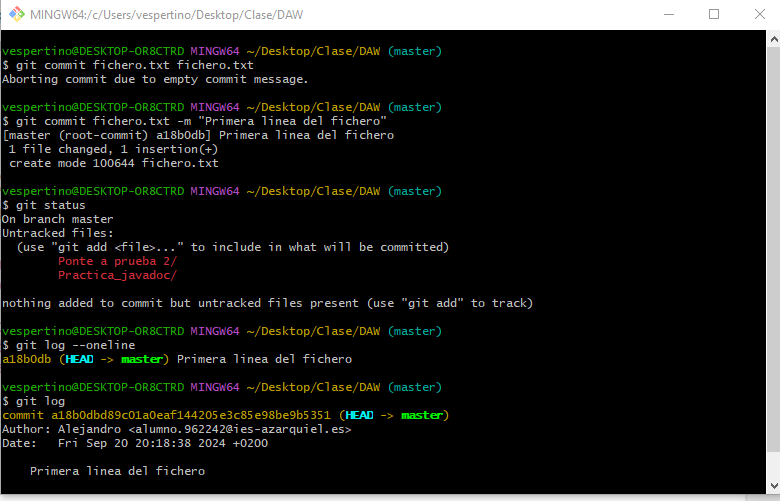 MINGW64:/c/Users/vespertino/Desktop/Clase/DAW
vespertino@DESKTOP-OR8CTRD MINGW64 ~/Desktop/Clase/DAW (master)
$ git commit fichero.txt fichero.txt
Aborting commit due to empty commit message.
vespertino@DESKTOP-OR8CTRD MINGW64 ~/Desktop/Clase/DAW (master)
$ git commit fichero.txt -m "Primera linea del fichero"
[master (root-commit) a18b0db] Primera linea del fichero
1 file changed, 1 insertion(+)
create mode 100644 fichero.txt
vespertino@DESKTOP-OR8CTRD MINGW64 ~/Desktop/Clase/DAW (master)
$ git status
On branch master
Untracked files:
(use "git add <file>..." to include in what will be committed)
Ponte a prueba 2/
Practica_javadoc/
nothing added to commit but untracked files present (use "git add" to track)
vespertino@DESKTOP-OR8CTRD MINGW64 ~/Desktop/Clase/DAW (master)
$ git log --oneline
a18b0db (HEAD -> master) Primera linea del fichero
vespertino@DESKTOP-OR8CTRD MINGW64 ~/Desktop/Clase/DAW (master)
$ git log
commit a18b0dbd89c01a0eaf144205e3c85e98be9b5351 (HEAD -> master)
Author: Alejandro <alumno.962242@ies-azarquiel.es>
Date:   Fri Sep 20 20:18:38 2024 +0200
Primera linea del fichero